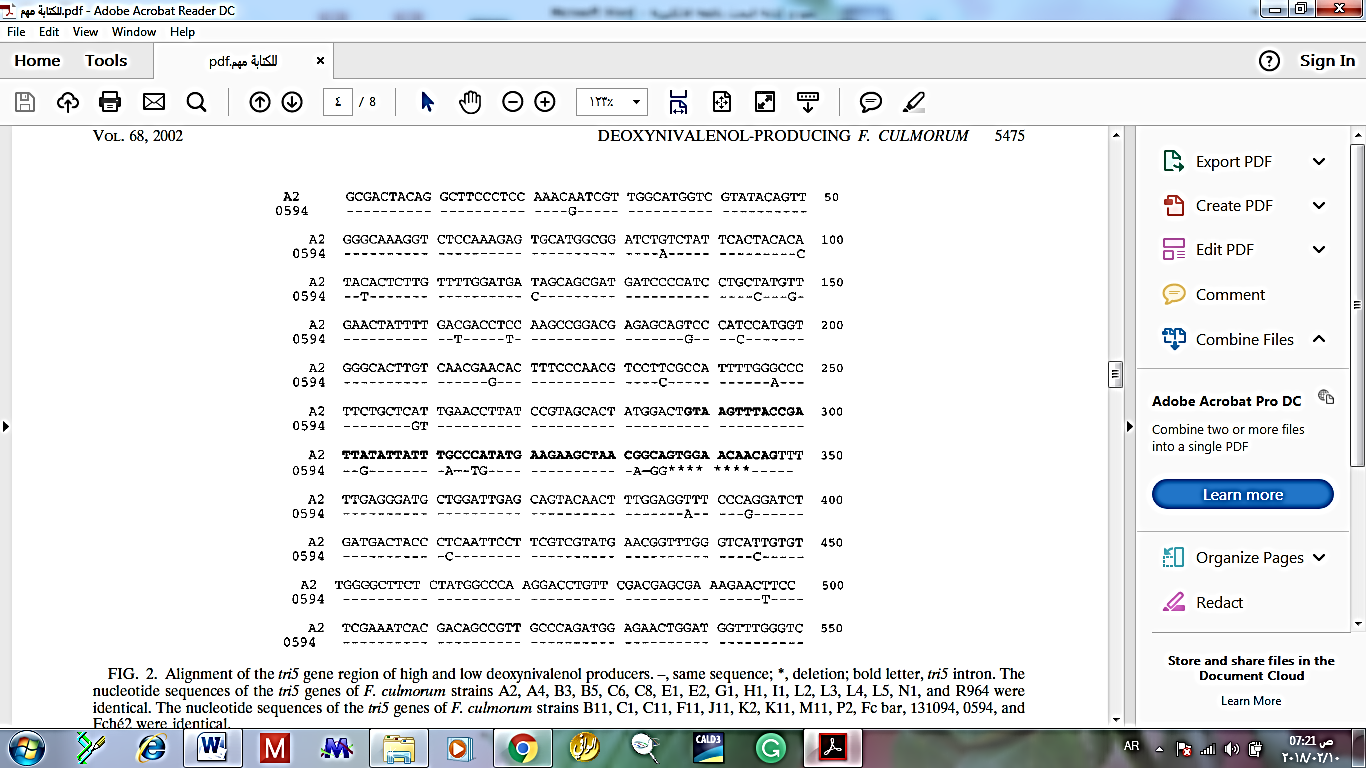 للكتابة مهم.pdf - Adobe Acrobat Reader DC
File Edit View Window Help
Home Tools للكتابة مهم.pdf × Sign In
٤ / 8 ١٣٣٪
VOL. 68, 2002 DEOXYNIVALENOL-PRODUCING F. CULMORUM 5475
A2 GCGACTACAG GCTTCCCTCC AAACAATCGT TGGCATGGTC GTATACAGTT 50
0594 ---------- ---------- -----G---- ---------- ----------
A2 GGGCAAAGGT CTCCAAAGAG TGCATGGCGG ATCTGTCTAT TCACTACACA 100
0594 ---------- ---------- ---------- ----A----- ---------C
A2 TACACTCTTG TTTTGGATGA TAGCAGCGAT GATCCCCATC CTGCTATGTT 150
0594 --T------- ---------- C--------- ---------- ----C---G-
A2 GAACTATTTT GACGACCTCC AAGCCGGACG AGAGCAGTCC CATCCATGGT 200
0594 ---------- --T-----T- ---------- -------G-- --C-------
A2 GGGCACTTGT CAACGAACAC TTTCCCAACG TCCTTCGCCA TTTTGGGCCC 250
0594 ---------- ------G--- ---------- ----C----- ------A---
A2 TTCTGCTCAT TGAACCTTAT CCGTAGCACT ATGGACTGTAA AGTTTACCGA 300
0594 --------GT ---------- ---------- ---------- ----------
A2 TTATATTATT TGCCCATATG AAGAAGCTAA CGGCAGTGGA ACAACAGTTT 350
0594 --G------- -A--TG---- ---------- --A-GG**** ****-----
A2 TTGAGGGATG CTGGATTGAG CAGTACAACT TTGGAGGTTT CCCAGGATCT 400
0594 ---------- ---------- ---------- -------A-- ---G------
A2 GATGACTACC CTCAATTCCT TCGTCGTATG AACGGTTTGG GTCATTGTGT 450
0594 ---------- -C-------- ---------- ---------- ----C-----
A2 TGGGGCTTCT CTATGGCCCA AGGACCTGTT CGACGAGCGA AAGAACTTCC 500
0594 ---------- ---------- ---------- ---------- ------T---
A2 TCGAAATCAC GACAGCCGTT GCCCAGATGG AGAACTGGAT GGTTTGGGTC 550
0594 ---------- ---------- ---------- ---------- ----------
FIG. 2. Alignment of the tri5 gene region of high and low deoxynivalenol producers. –, same sequence; *, deletion; bold letter, tri5 intron. The
nucleotide sequences of the tri5 genes of F. culmorum strains A2, A4, B3, B5, C6, C8, E1, E2, G1, H1, I1, L2, L3, L4, L5, N1, and R964 were
identical. The nucleotide sequences of the tri5 genes of F. culmorum strains B11, C1, C11, F11, J11, K2, K11, M11, P2, Fc bar, 131094, 0594, and
Fché2 were identical.
Export PDF
Create PDF
Edit PDF
Comment
Combine Files
Adobe Acrobat Pro DC
Combine two or more files
into a single PDF
Learn more
Organize Pages
Redact
Store and share files in the
Document Cloud
Learn More
CALD3
AR
07:21 ص
٢٠١٨/٠٢/١٠